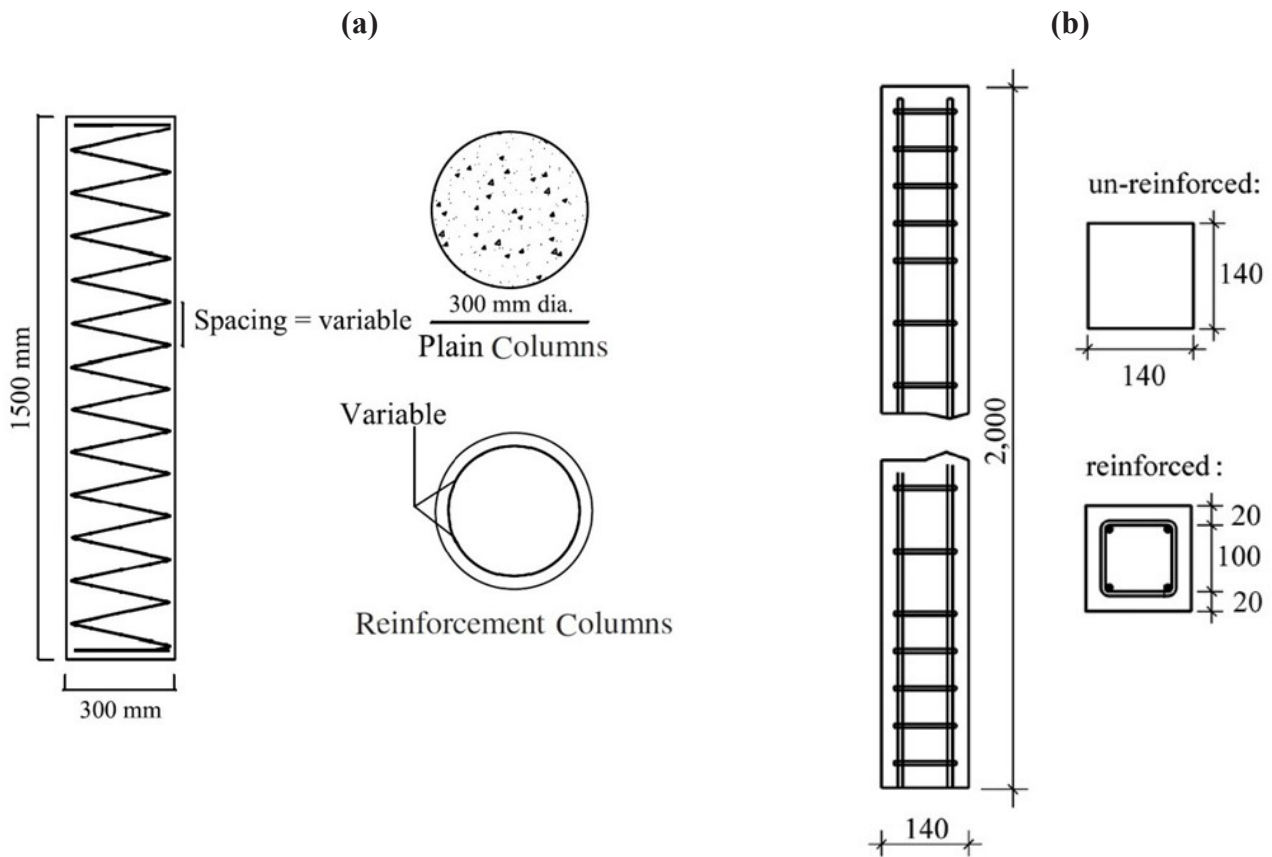 (a)
1500 mm
300 mm
Spacing = variable
300 mm dia.
Plain Columns
Variable
Reinforcement Columns
(b)
2,000
140
un-reinforced:
140
140
reinforced :
20
100
20